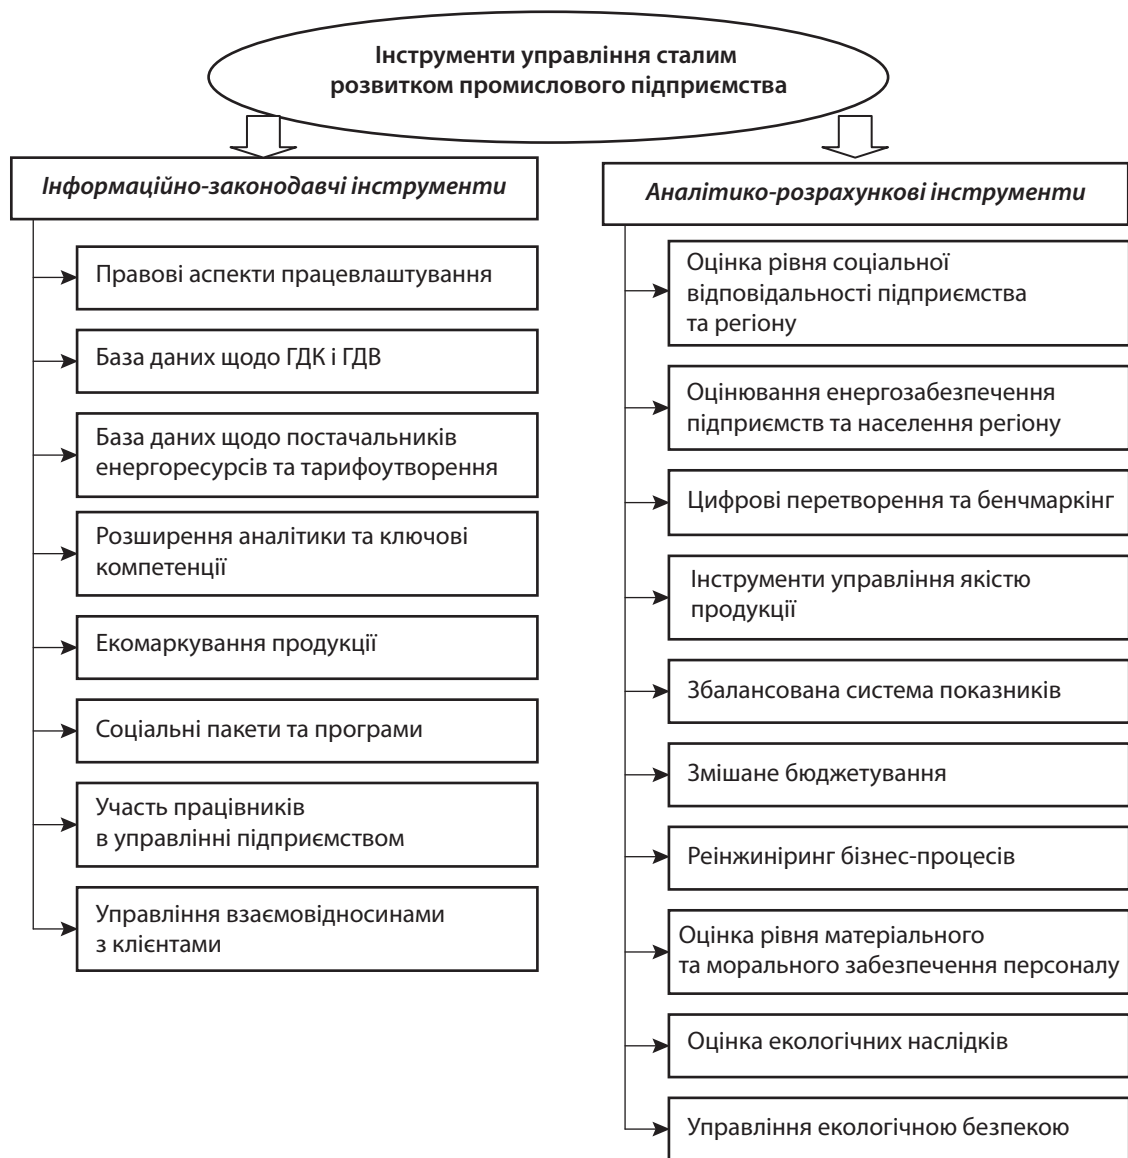 Інструменти управління сталим
розвитком промислового підприємства
Інформаційно-законодавчі інструменти
Правові аспекти працевлаштування
База даних щодо ГДК і ГДВ
База даних щодо постачальників
енергоресурсів та тарифоутворення
Розширення аналітики та ключові
компетенції
Екомаркування продукції
Соціальні пакети та програми
Участь працівників
в управлінні підприємством
Управління взаємовідносинами
з клієнтами
Аналітико-розрахункові інструменти
Оцінка рівня соціальної
відповідальності підприємства
та регіону
Оцінювання енергозабезпечення
підприємств та населення регіону
Цифрові перетворення та бенчмаркінг
Інструменти управління якістю
продукції
Збалансована система показників
Змішане бюджетування
Реінжиніринг бізнес-процесів
Оцінка рівня матеріального
та морального забезпечення персоналу
Оцінка екологічних наслідків
Управління екологічною безпекою